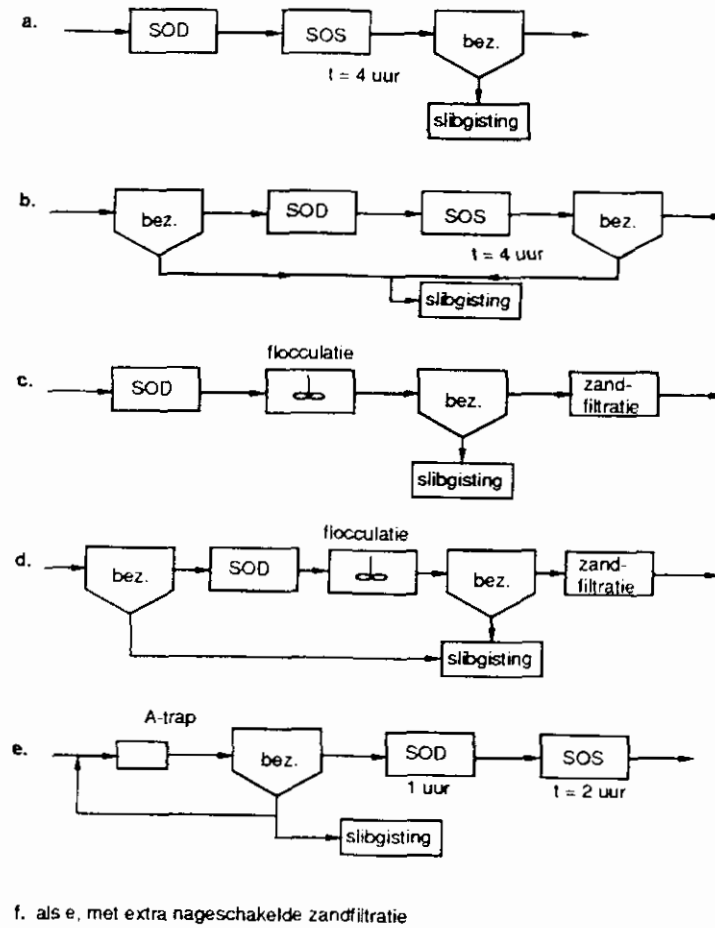 a.
SOD
SOS
bez.
t = 4 uur
slibgisting
b.
bez.
SOD
SOS
bez.
t = 4 uur
slibgisting
flocculatie
c.
SOD
bez.
zand-
filtratie
slibgisting
flocculatie
d.
bez.
SOD
bez.
zand-
filtratie
slibgisting
A-trap
e.
bez.
SOD
SOS
1 uur
t = 2 uur
slibgisting
f. als e, met extra nageschakelde zandfiltratie